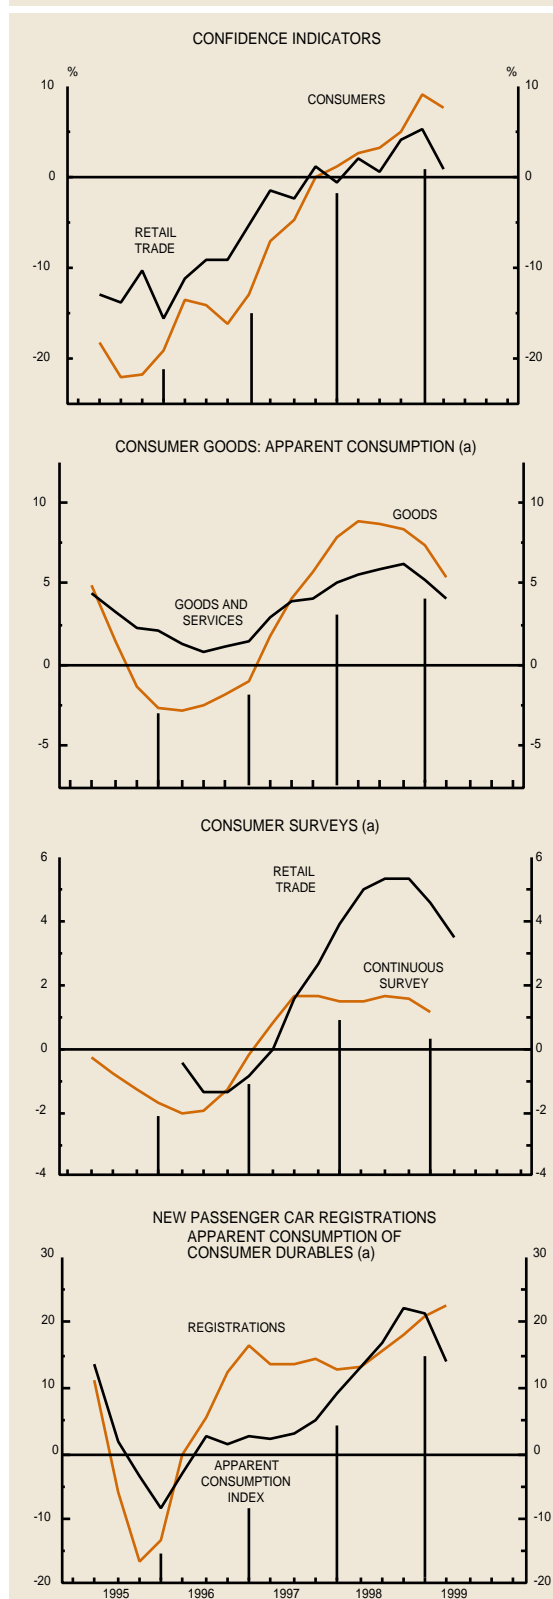 CONFIDENCE INDICATORS
% %
10 10
CONSUMERS
0 0
RETAIL
TRADE
-10 -10
-20 -20
CONSUMER GOODS: APPARENT CONSUMPTION (a)
10 10
GOODS
5 5
GOODS AND
SERVICES
0 0
-5 -5
CONSUMER SURVEYS (a)
6 6
RETAIL
TRADE
4 4
CONTINUOUS
SURVEY
2 2
0 0
-2 -2
-4 -4
NEW PASSENGER CAR REGISTRATIONS
APPARENT CONSUMPTION OF
CONSUMER DURABLES (a)
30 30
REGISTRATIONS
20 20
10 10
0 0
APPARENT
CONSUMPTION
INDEX
-10 -10
-20 -20
1995 1996 1997 1998 1999